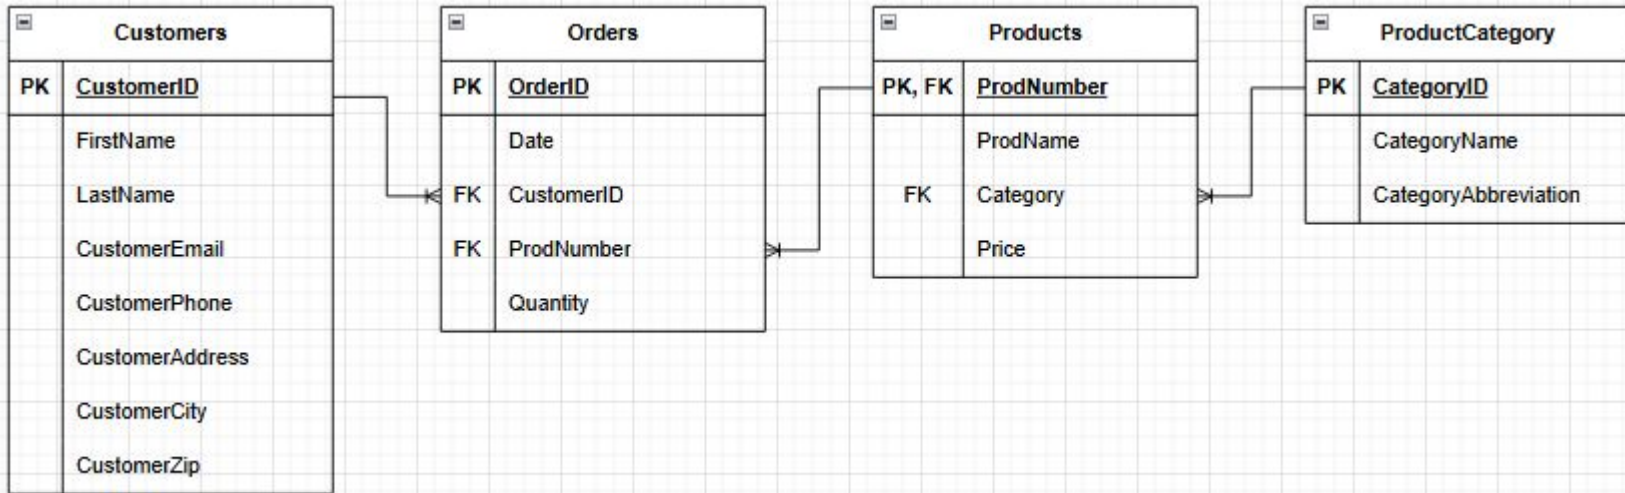 Customers
PK CustomerID
FirstName
LastName
CustomerEmail
CustomerPhone
CustomerAddress
CustomerCity
CustomerZip
Orders
PK OrderID
Date
FK CustomerID
FK ProdNumber
Quantity
Products
PK, FK ProdNumber
ProdName
FK Category
Price
ProductCategory
PK CategoryID
CategoryName
CategoryAbbreviation